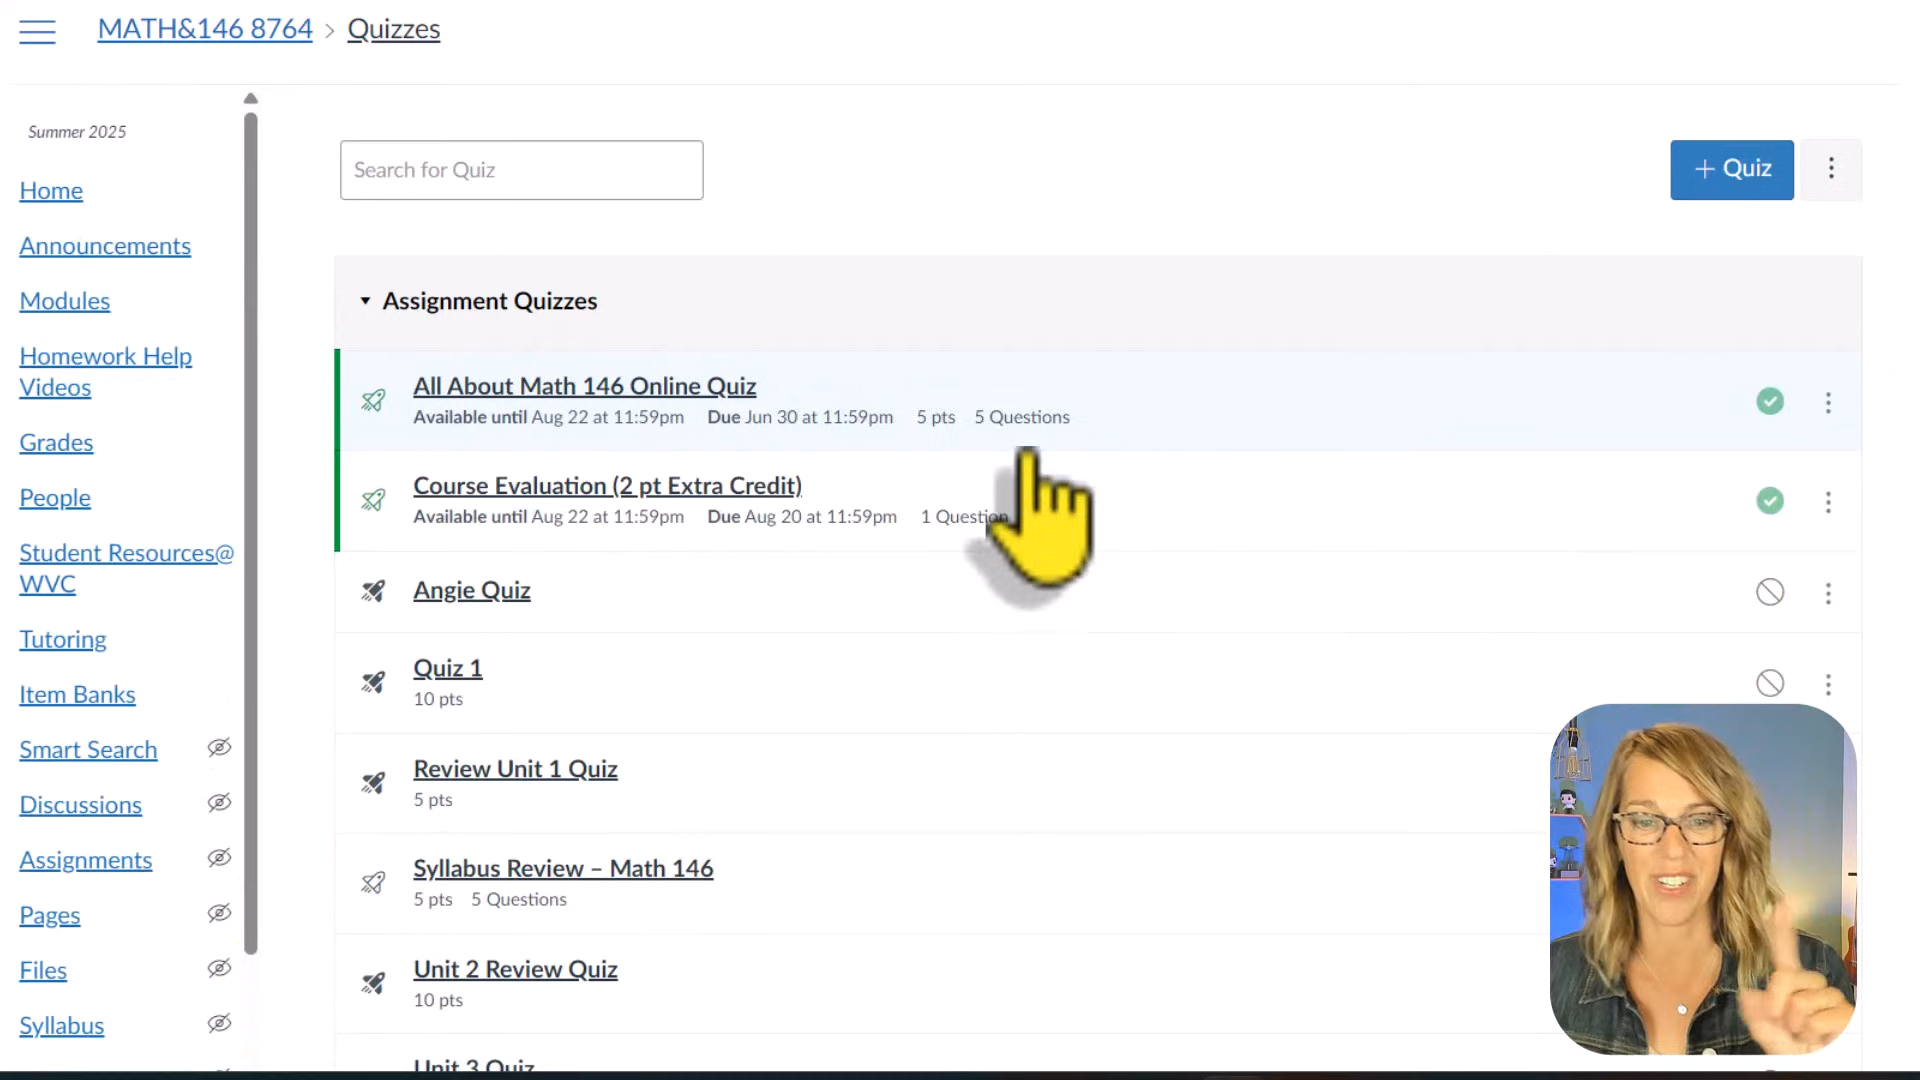 MATH&146 8764 > Quizzes
Summer 2025
Home
Announcements
Modules
Homework Help
Videos
Grades
People
Student Resources@
WVC
Tutoring
Item Banks
Smart Search
Discussions
Assignments
Pages
Files
Syllabus
Search for Quiz
+ Quiz
Assignment Quizzes
All About Math 146 Online Quiz
Available until Aug 22 at 11:59pm Due Jun 30 at 11:59pm 5 pts 5 Questions
Course Evaluation (2 pt Extra Credit)
Available until Aug 22 at 11:59pm Due Aug 20 at 11:59pm 1 Question
Angie Quiz
Quiz 1
10 pts
Review Unit 1 Quiz
5 pts
Syllabus Review – Math 146
5 pts 5 Questions
Unit 2 Review Quiz
10 pts
Unit 3 Quiz